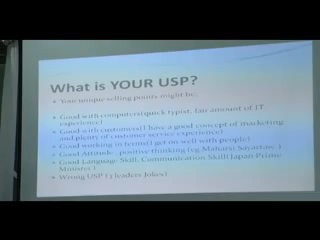 What is YOUR USP?
• Your unique selling points might be:
• Good with computers(quick typist, fair amount of IT
experience)
• Good with customers(I have a good concept of marketing
and plenty of customer service experience)
• Good working in teams(I get on well with people)
• Good Attitude, positive thinking (eg Maharsi Sayartaw )
• Good Language Skill, Communication Skill( Japan Prime
Minister )
• Wrong USP (3 leaders Jokes)